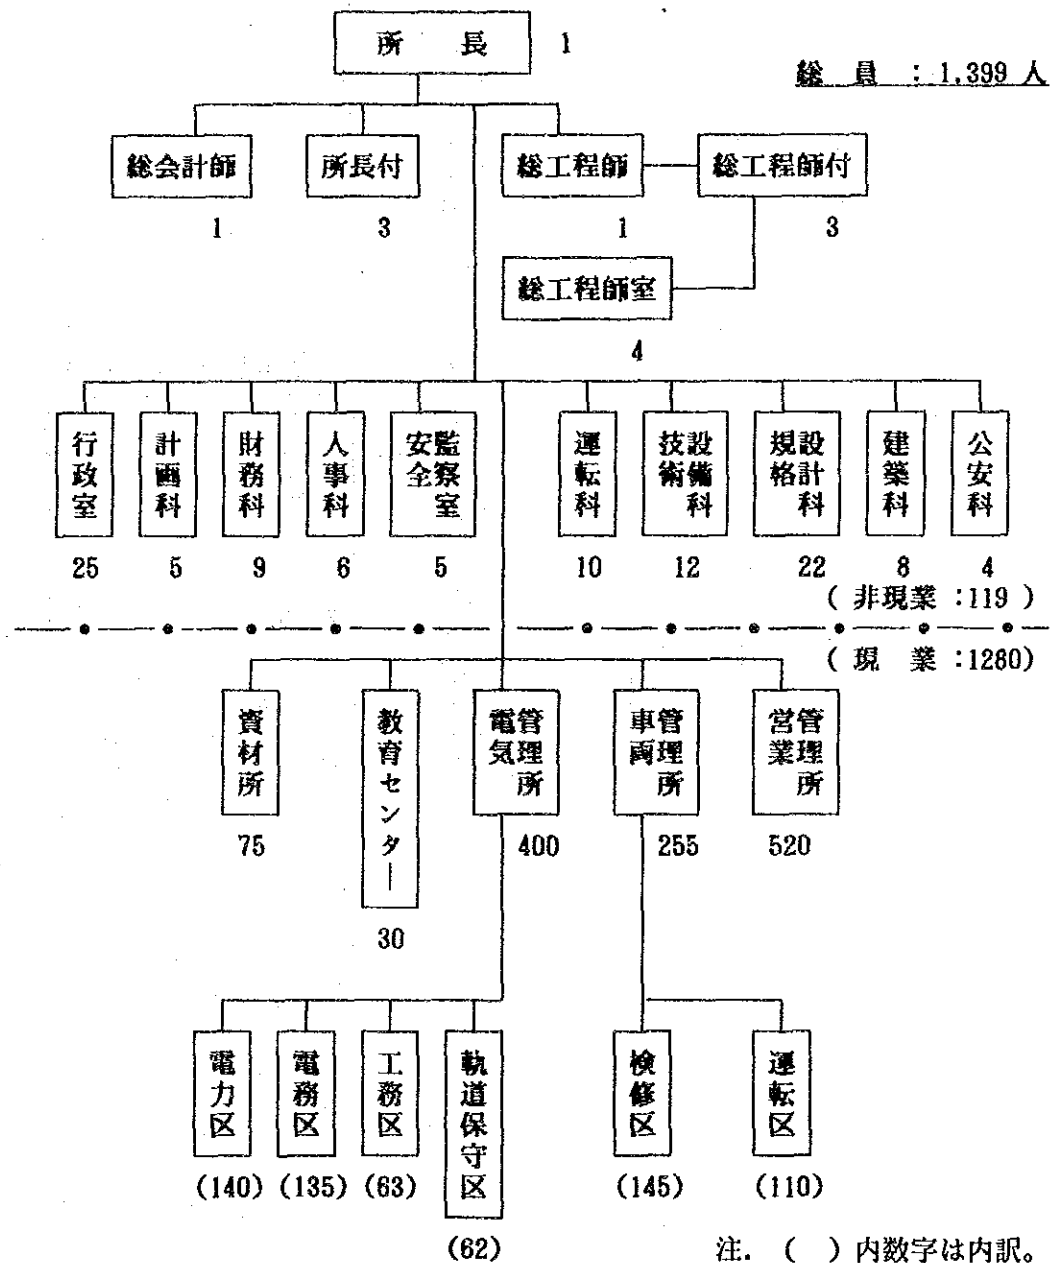 所 長 1
総 員 : 1,399 人
総会計師 所長付 総工程師 総工程師付
1 3 1 3
総工程師室
4
行政室
計画科
財務科
人事科
安全監察室
運転科
技術設備科
規格設計科
建築科
公安科
25 5 9 6 5 10 12 22 8 4
( 非現業 :119 )
( 現 業 :1280)
資材所
教育センター
電気管理所
車両管理所
営業管理所
75 400 255 520
30
電力区
電務区
工務区
軌道保守区
検修区
運転区
(140) (135) (63) (145) (110)
(62)
注. ( ) 内数字は内訳。